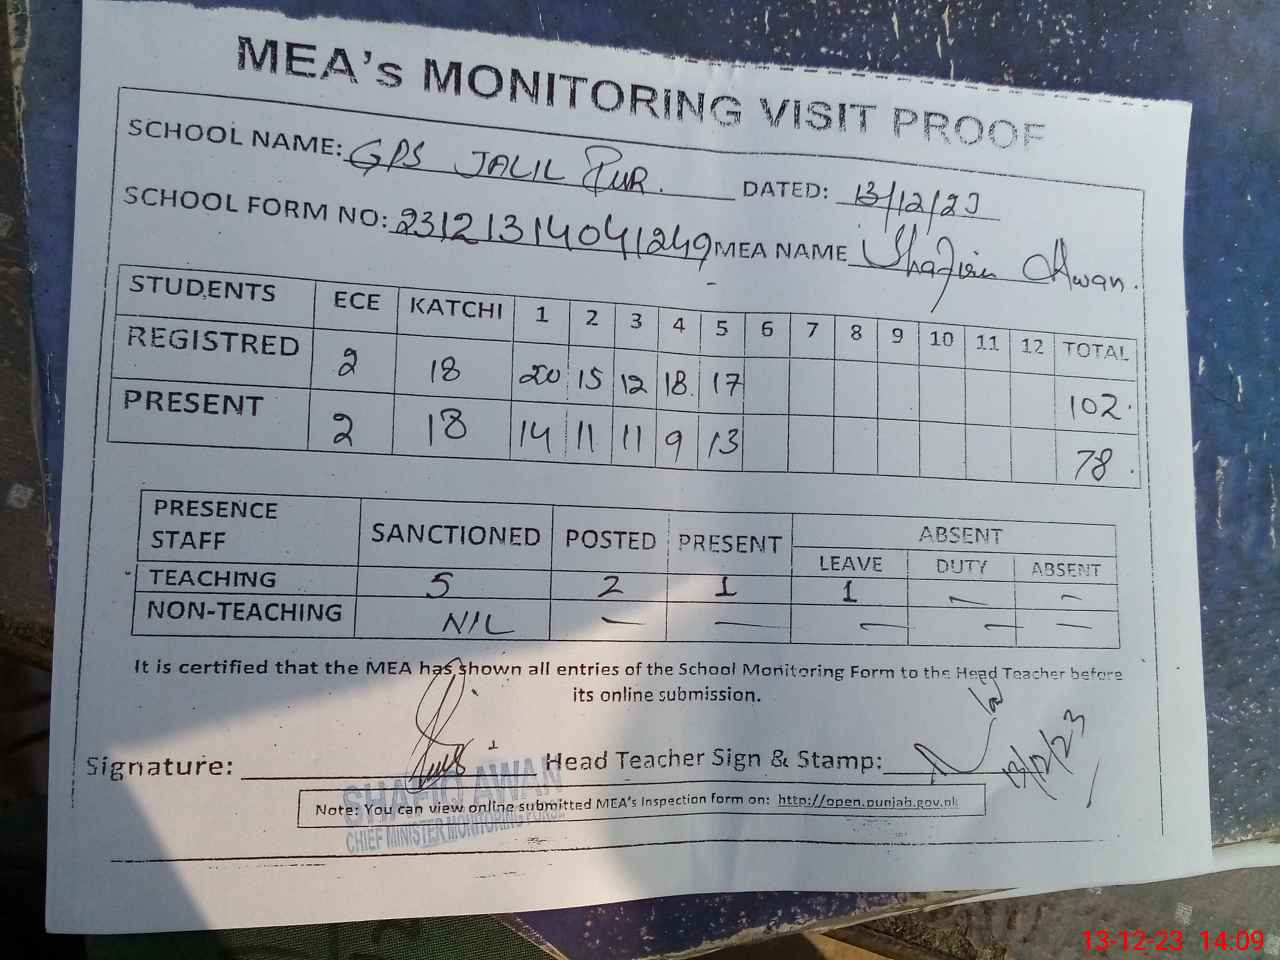 MEA's MONITORING VISIT PROOF
SCHOOL NAME: GPS JALIL PUR. DATED: 13/12/23
SCHOOL FORM NO: 23121314041249 MEA NAME Shafiq Awan.
STUDENTS ECE KATCHI 1 2 3 4 5 6 7 8 9 10 11 12 TOTAL
REGISTRED 2 18 20 15 12 18 17 102
PRESENT 2 18 14 11 11 9 13 78
PRESENCE STAFF SANCTIONED POSTED PRESENT ABSENT
LEAVE DUTY ABSENT
TEACHING 5 2 1 1 — —
NON-TEACHING NIL — — — — —
It is certified that the MEA has shown all entries of the School Monitoring Form to the Head Teacher before
its online submission.
Signature: Head Teacher Sign & Stamp: 13/12/23
SHAFIQ AWAN
Note: You can view online submitted MEA's Inspection form on: http://open.punjab.gov.pk
CHIEF MINISTER MONITORING FORCE
13-12-23 14:09